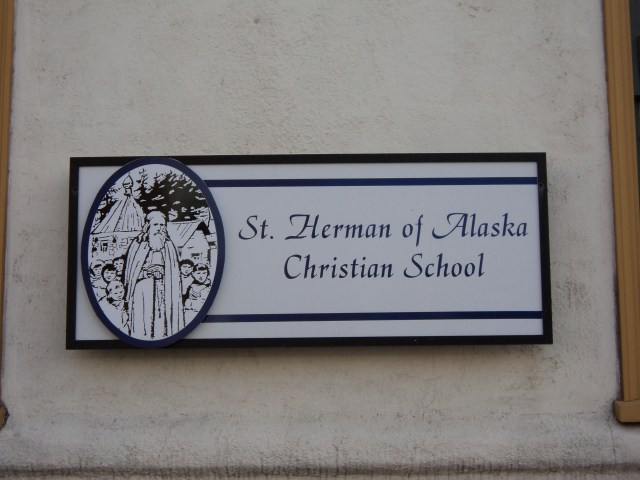 St. Herman of Alaska
Christian School